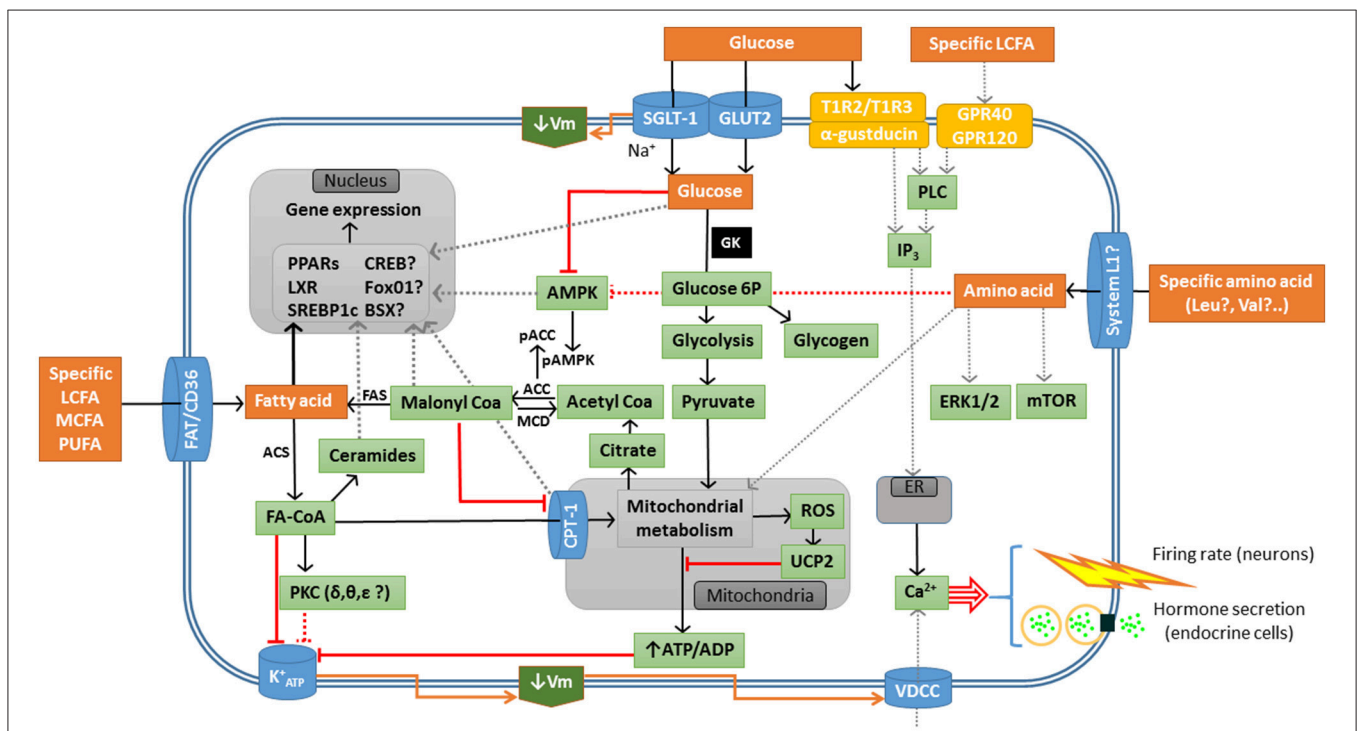 Glucose
Specific LCFA
↓Vm
SGLT-1
GLUT2
T1R2/T1R3
α-gustducin
GPR40
GPR120
Na⁺
Nucleus
Gene expression
PPARs CREB?
LXR Fox01?
SREBP1c BSX?
Glucose
GK
PLC
IP₃
AMPK
Glucose 6P
Amino acid
System L1?
Specific amino acid
(Leu?, Val?..)
pACC
pAMPK
Glycolysis
Glycogen
Specific
LCFA
MCFA
PUFA
FAT/CD36
Fatty acid
FAS
Malonyl Coa
ACC
MCD
Acetyl Coa
Pyruvate
ERK1/2
mTOR
ACS
Ceramides
Citrate
ER
FA-CoA
CPT-1
Mitochondrial
metabolism
ROS
UCP2
Mitochondria
PKC (δ,θ,ε ?)
Ca²⁺
Firing rate (neurons)
Hormone secretion
(endocrine cells)
↑ATP/ADP
K⁺ATP
↓Vm
VDCC